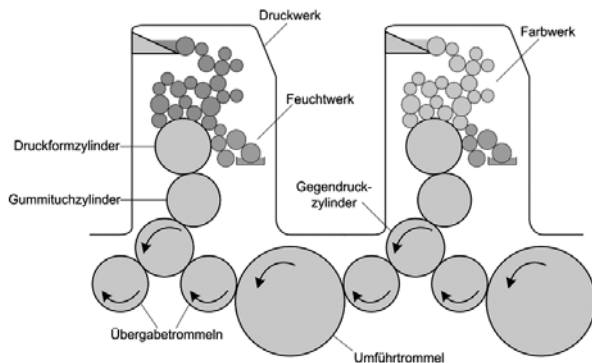 Druckwerk
Farbwerk
Feuchtwerk
Druckformzylinder
Gummituchzylinder
Gegendruck-
zylinder
Übergabetrommeln
Umführtrommel